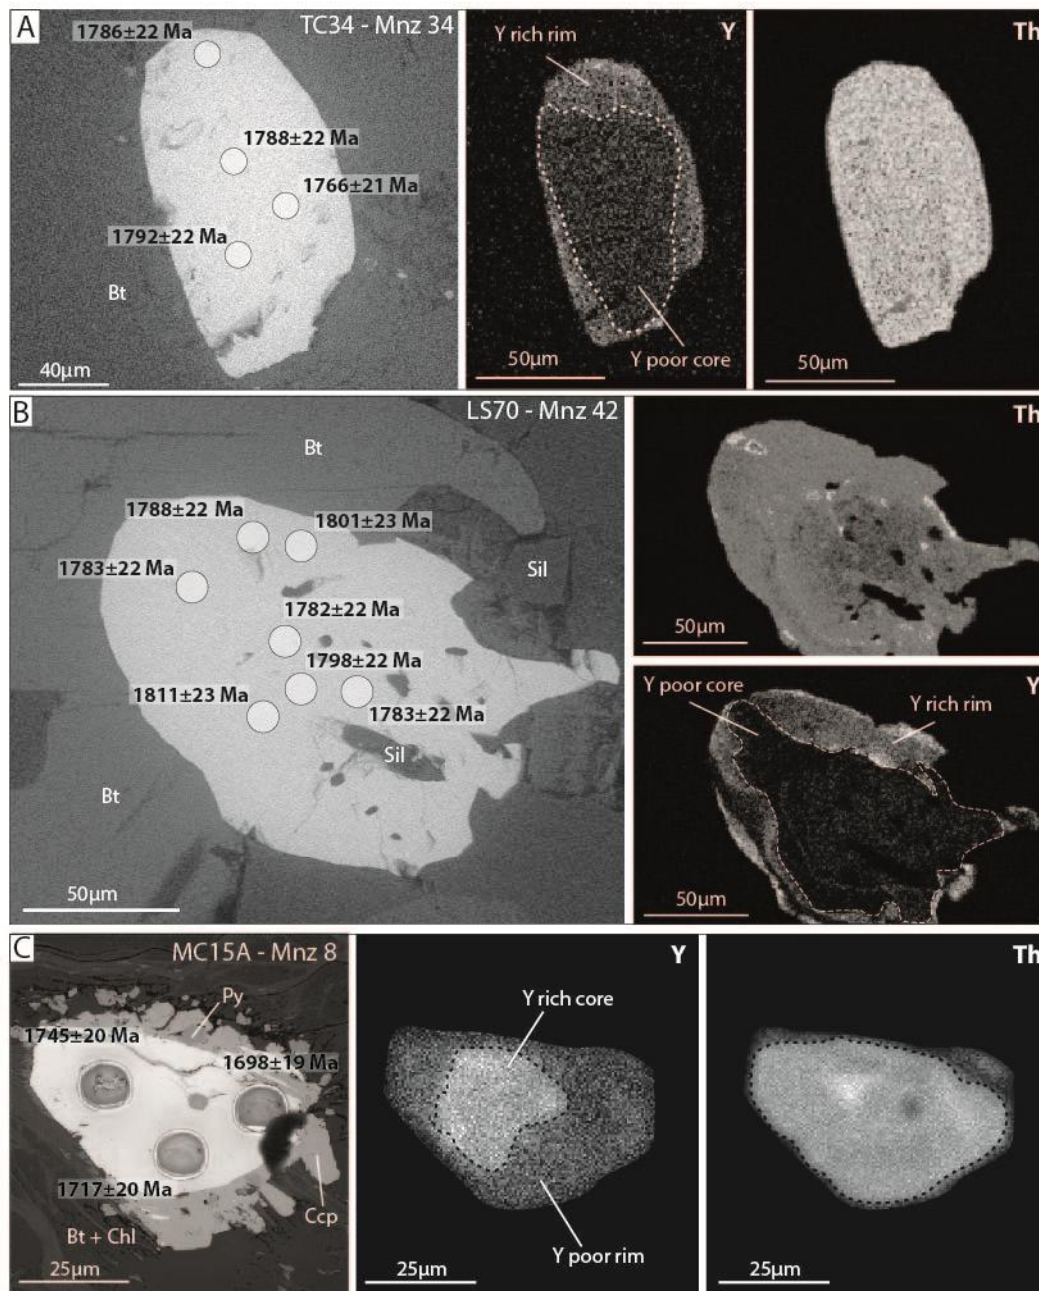 A
TC34 - Mnz 34
1786±22 Ma
1788±22 Ma
1766±21 Ma
1792±22 Ma
Bt
40µm
Y
Y rich rim
Y poor core
50µm
Th
50µm
B
LS70 - Mnz 42
Bt
1788±22 Ma
1801±23 Ma
1783±22 Ma
Sil
1782±22 Ma
1798±22 Ma
1811±23 Ma
1783±22 Ma
Sil
Bt
50µm
Th
50µm
Y
Y poor core
Y rich rim
50µm
C
MC15A - Mnz 8
Py
1745±20 Ma
1698±19 Ma
1717±20 Ma
Ccp
Bt + Chl
25µm
Y
Y rich core
Y poor rim
25µm
Th
25µm